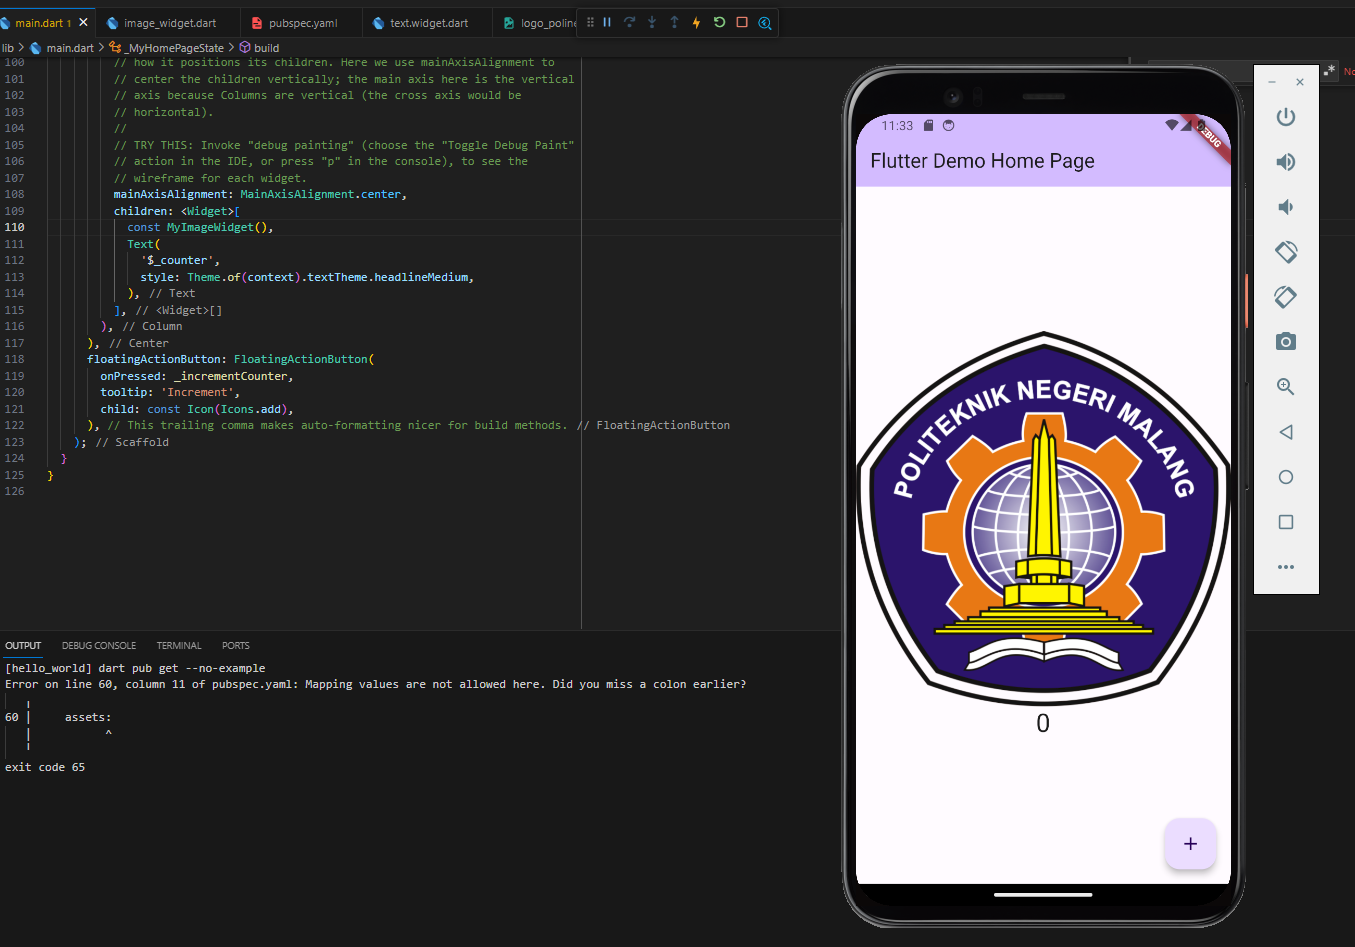 main.dart 1
image_widget.dart
pubspec.yaml
text.widget.dart
logo_poline
lib > main.dart > _MyHomePageState > build
No
100 // how it positions its children. Here we use mainAxisAlignment to
101 // center the children vertically; the main axis here is the vertical
102 // axis because Columns are vertical (the cross axis would be
103 // horizontal).
104 //
105 // TRY THIS: Invoke "debug painting" (choose the "Toggle Debug Paint"
106 // action in the IDE, or press "p" in the console), to see the
107 // wireframe for each widget.
108 mainAxisAlignment: MainAxisAlignment.center,
109 children: <Widget>[
110 const MyImageWidget(),
111 Text(
112 '$_counter',
113 style: Theme.of(context).textTheme.headlineMedium,
114 ), // Text
115 ], // <Widget>[]
116 ), // Column
117 ), // Center
118 floatingActionButton: FloatingActionButton(
119 onPressed: _incrementCounter,
120 tooltip: 'Increment',
121 child: const Icon(Icons.add),
122 ), // This trailing comma makes auto-formatting nicer for build methods. // FloatingActionButton
123 ); // Scaffold
124 }
125 }
126
OUTPUT
DEBUG CONSOLE
TERMINAL
PORTS
[hello_world] dart pub get --no-example
Error on line 60, column 11 of pubspec.yaml: Mapping values are not allowed here. Did you miss a colon earlier?
60 │     assets:
^
exit code 65
11:33
DEBUG
Flutter Demo Home Page
POLITEKNIK NEGERI MALANG
0
+